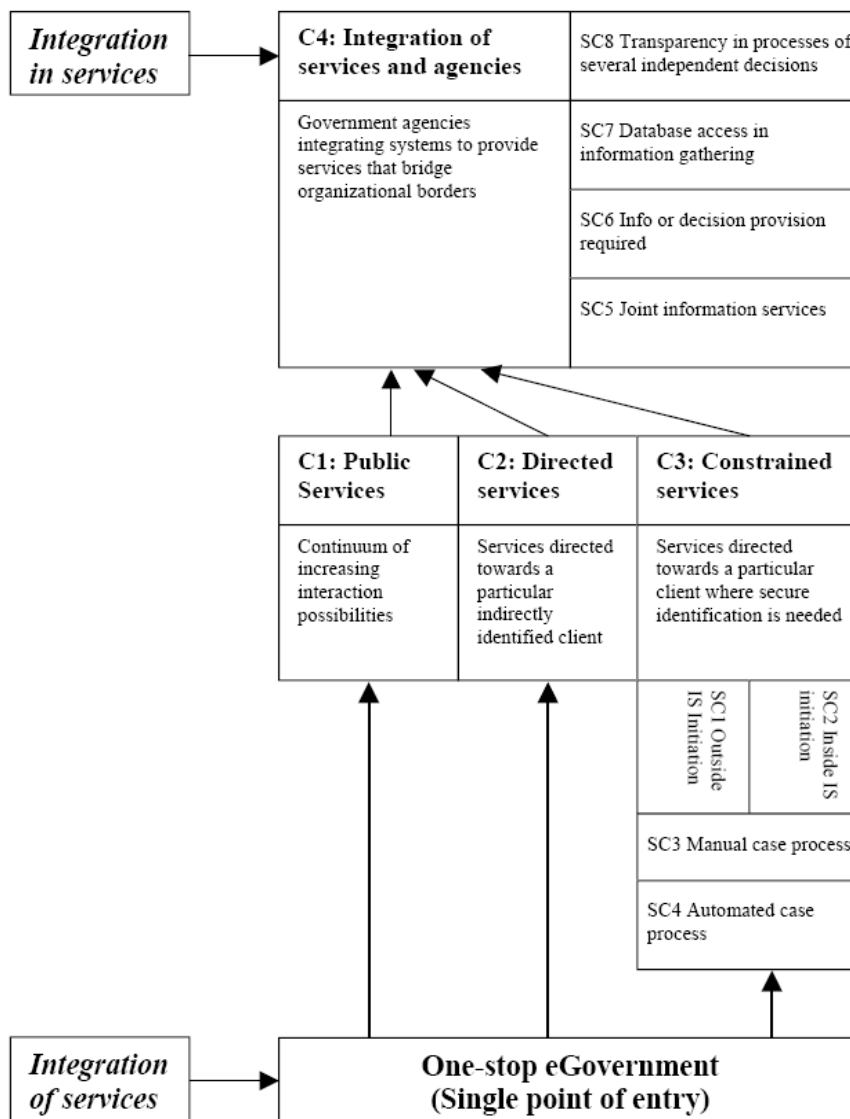 Integration
in services
C4: Integration of
services and agencies
SC8 Transparency in processes of
several independent decisions
Government agencies
integrating systems to provide
services that bridge
organizational borders
SC7 Database access in
information gathering
SC6 Info or decision provision
required
SC5 Joint information services
C1: Public
Services
C2: Directed
services
C3: Constrained
services
Continuum of
increasing
interaction
possibilities
Services directed
towards a
particular
indirectly
identified client
Services directed
towards a particular
client where secure
identification is needed
SC1 Outside
IS Initiation
SC2 Inside IS
initiation
SC3 Manual case process
SC4 Automated case
process
Integration
of services
One-stop eGovernment
(Single point of entry)